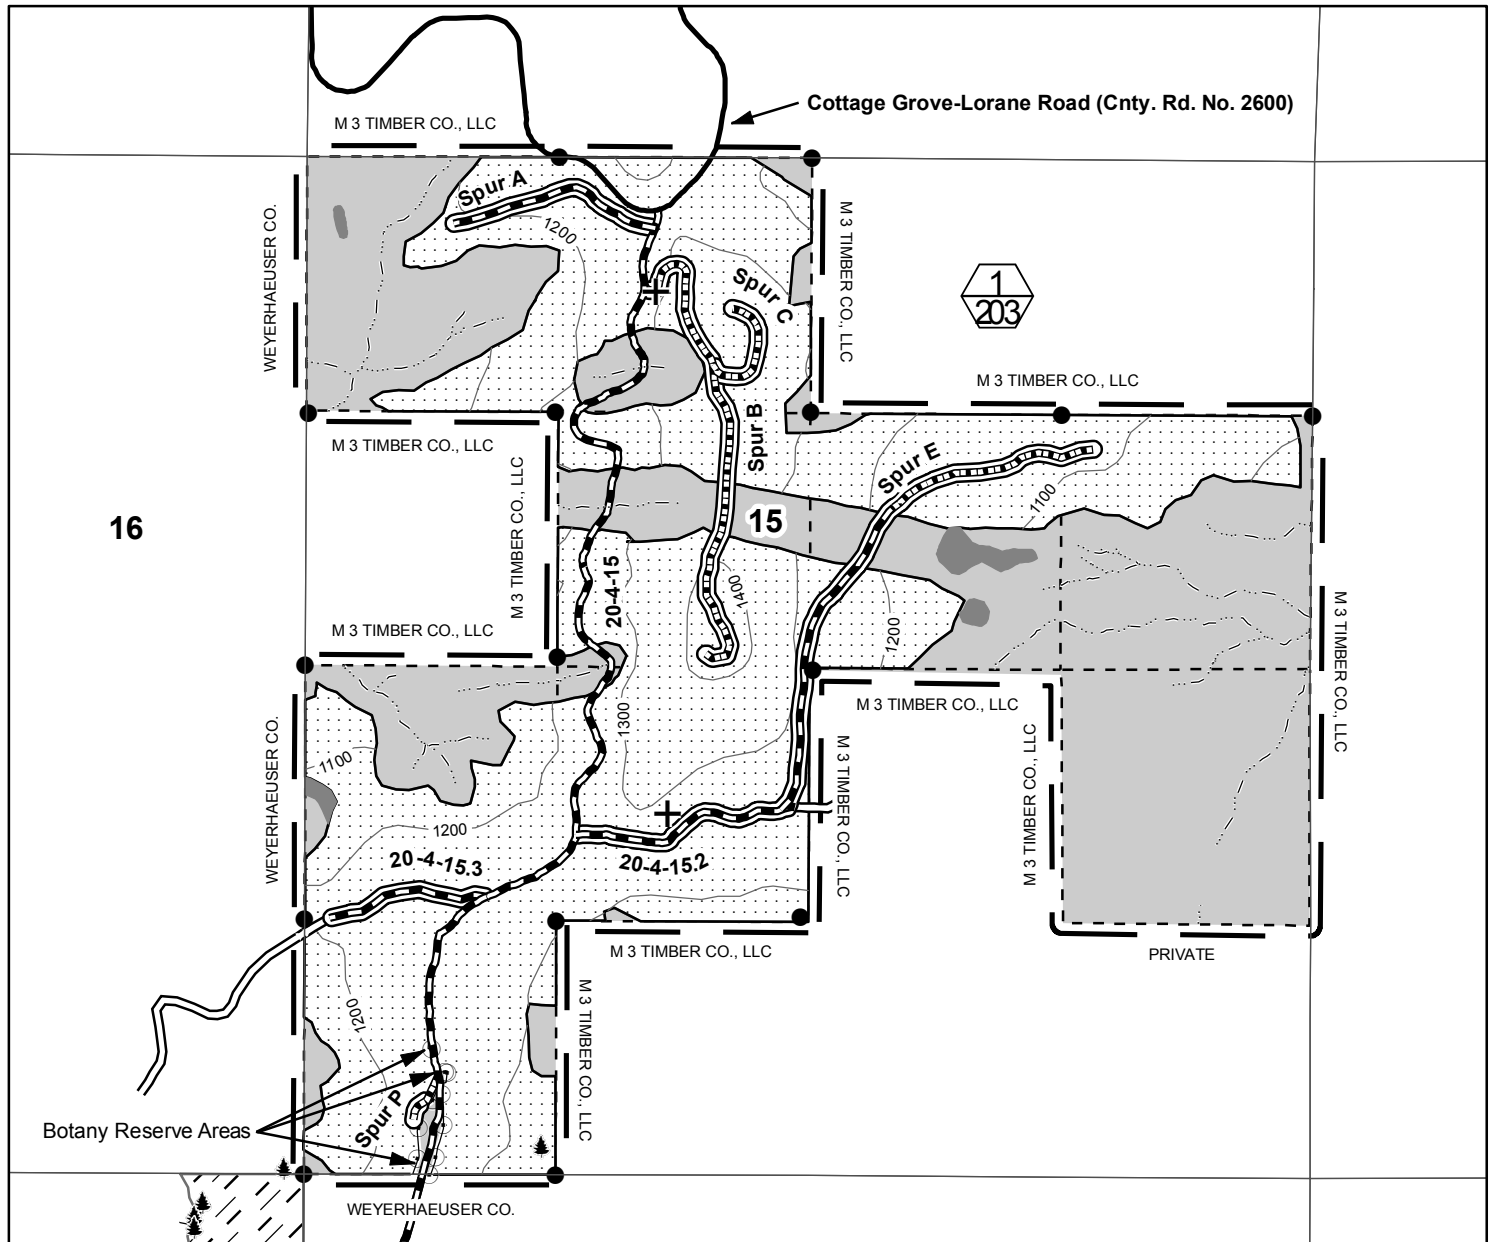 Cottage Grove-Lorane Road (Cnty. Rd. No. 2600)
M 3 TIMBER CO., LLC
Spur A
WEYERHAEUSER CO.
M 3 TIMBER CO., LLC
1200
Spur C
1
203
M 3 TIMBER CO., LLC
M 3 TIMBER CO., LLC
Spur B
Spur E
M 3 TIMBER CO., LLC
1100
16
15
20-4-15
1400
1200
M 3 TIMBER CO., LLC
M 3 TIMBER CO., LLC
M 3 TIMBER CO., LLC
1300
WEYERHAEUSER CO.
1100
M 3 TIMBER CO., LLC
M 3 TIMBER CO., LLC
1200
20-4-15.3
20-4-15.2
M 3 TIMBER CO., LLC
M 3 TIMBER CO., LLC
PRIVATE
1200
M 3 TIMBER CO., LLC
Spur P
Botany Reserve Areas
WEYERHAEUSER CO.